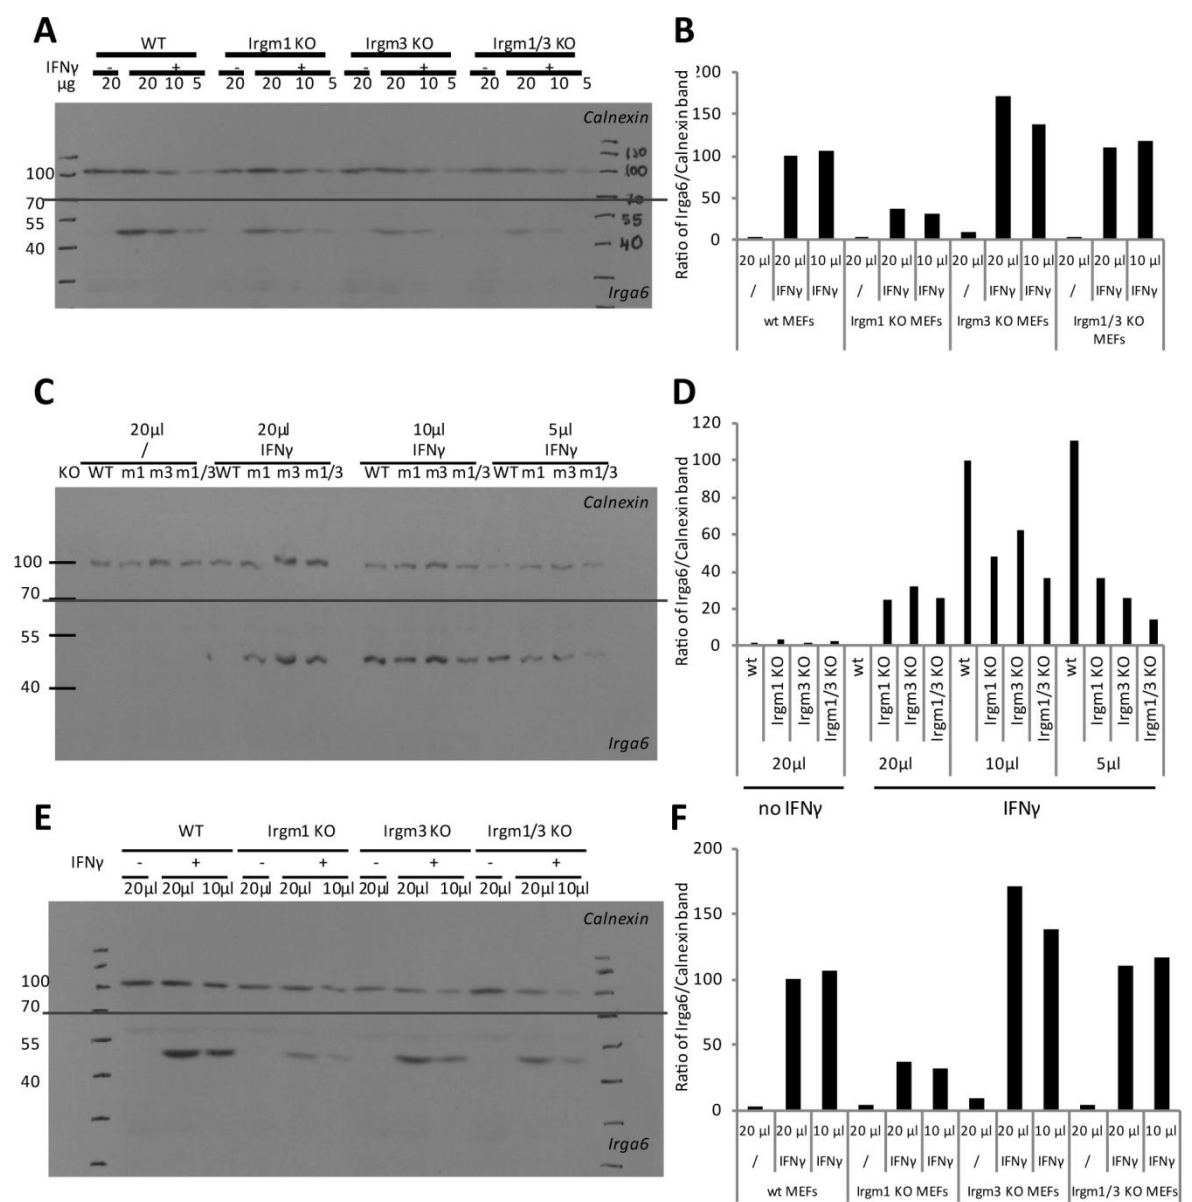 A
WT Irgm1 KO Irgm3 KO Irgm1/3 KO
IFNγ - + - + - + - +
μg 20 20 10 5 20 20 10 5 20 20 10 5 20 20 10 5
Calnexin
100
70
55
40
130
100
70
55
40
Irga6
B
Ratio of Irga6/Calnexin band
200
150
100
50
0
20 μl 20 μl 10 μl 20 μl 20 μl 10 μl 20 μl 20 μl 10 μl 20 μl 20 μl 10 μl
/ IFNγ IFNγ / IFNγ IFNγ / IFNγ IFNγ / IFNγ IFNγ
wt MEFs Irgm1 KO MEFs Irgm3 KO MEFs Irgm1/3 KO
MEFs
C
20μl 20μl 10μl 5μl
/ IFNγ IFNγ IFNγ
KO WT m1 m3 m1/3 WT m1 m3 m1/3 WT m1 m3 m1/3 WT m1 m3 m1/3
Calnexin
100
70
55
40
Irga6
D
Ratio of Irga6/Calnexin band
120
100
80
60
40
20
0
wt Irgm1 KO Irgm3 KO Irgm1/3 KO wt Irgm1 KO Irgm3 KO Irgm1/3 KO wt Irgm1 KO Irgm3 KO Irgm1/3 KO wt Irgm1 KO Irgm3 KO Irgm1/3 KO
20μl 20μl 10μl 5μl
no IFNγ IFNγ
E
WT Irgm1 KO Irgm3 KO Irgm1/3 KO
IFNγ - + - + - + - +
20μl 20μl 10μl 20μl 20μl 10μl 20μl 20μl 10μl 20μl 20μl 10μl
Calnexin
100
70
55
40
Irga6
F
Ratio of Irga6/Calnexin band
200
150
100
50
0
20 μl 20 μl 10 μl 20 μl 20 μl 10 μl 20 μl 20 μl 10 μl 20 μl 20 μl 10 μl
/ IFNγ IFNγ / IFNγ IFNγ / IFNγ IFNγ / IFNγ IFNγ
wt MEFs Irgm1 KO MEFs Irgm3 KO MEFs Irgm1/3 KO MEFs